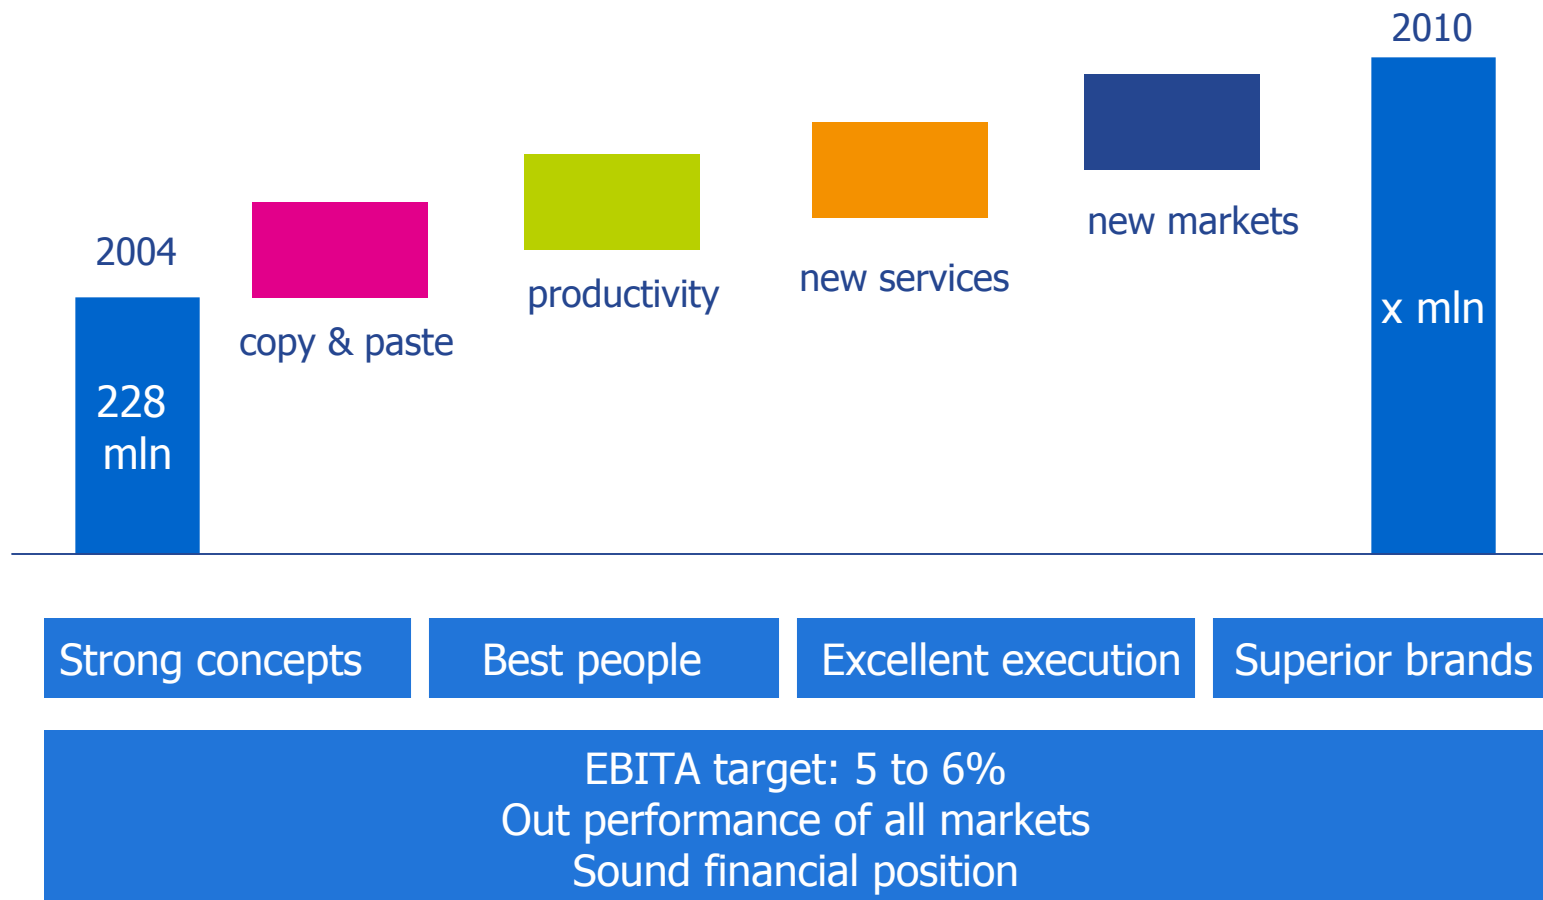 2004
228
mln
copy & paste
productivity
new services
new markets
2010
x mln
Strong concepts
Best people
Excellent execution
Superior brands
EBITA target: 5 to 6%
Out performance of all markets
Sound financial position